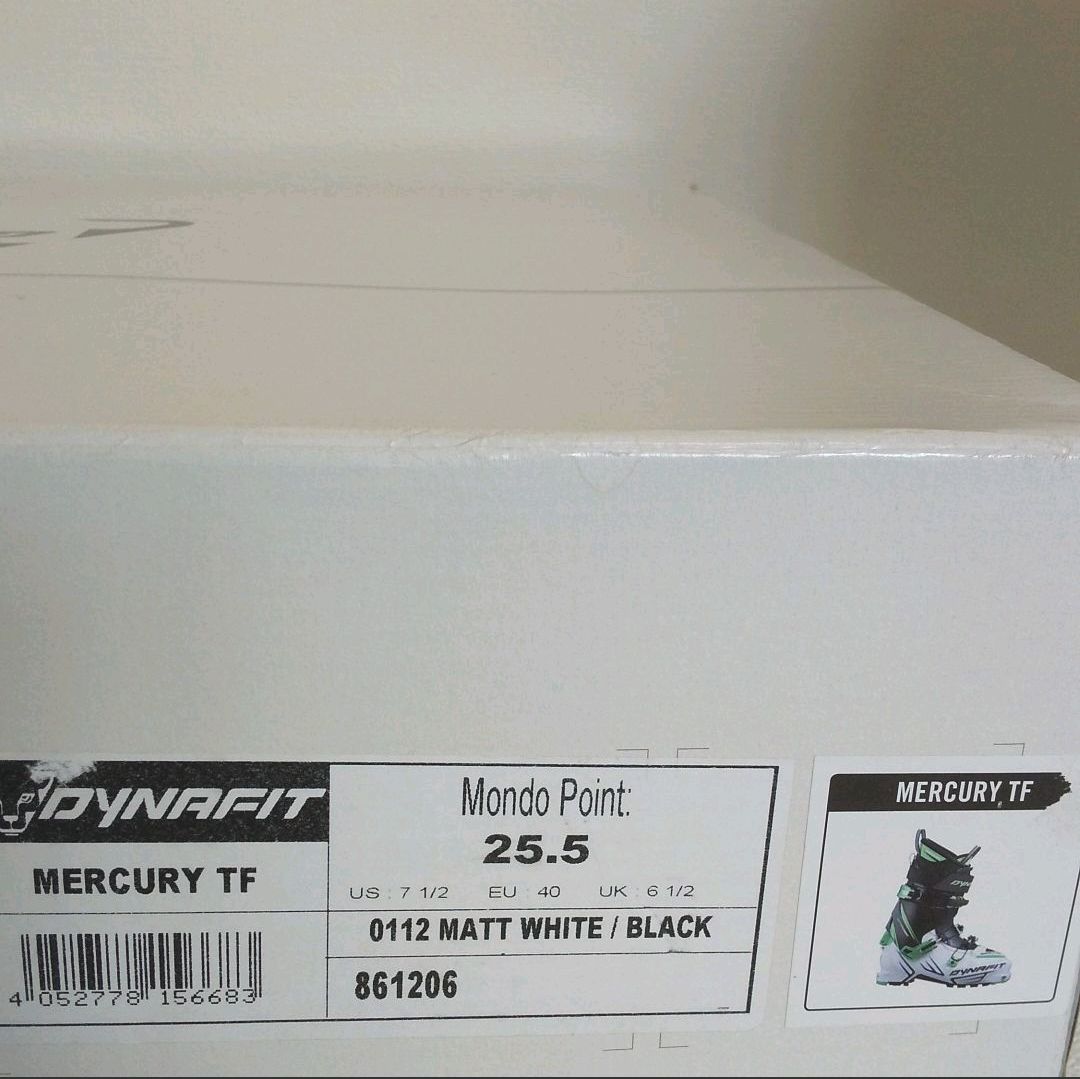 DYNAFIT
MERCURY TF
4 052778 156683
Mondo Point:
25.5
US : 7 1/2 EU : 40 UK : 6 1/2
0112 MATT WHITE / BLACK
861206
MERCURY TF
DYNAFIT